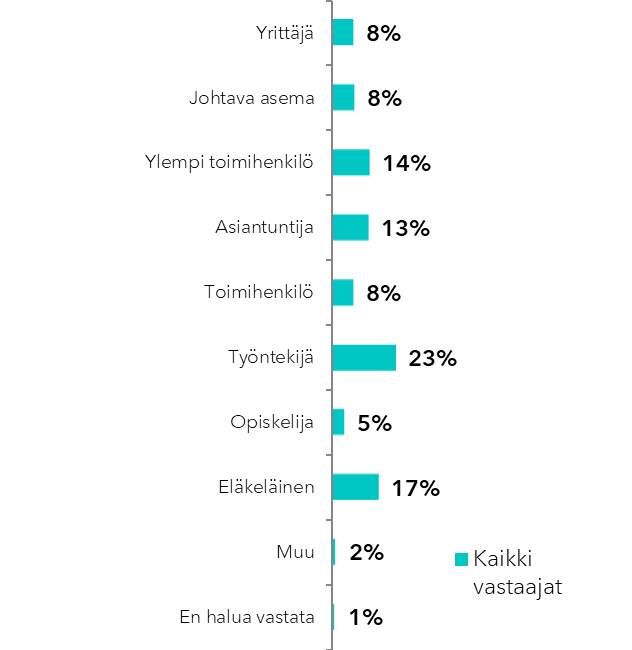 Yrittäjä 8%
Johtava asema 8%
Ylempi toimihenkilö 14%
Asiantuntija 13%
Toimihenkilö 8%
Työntekijä 23%
Opiskelija 5%
Eläkeläinen 17%
Muu 2%
Kaikki
vastaajat
En halua vastata 1%